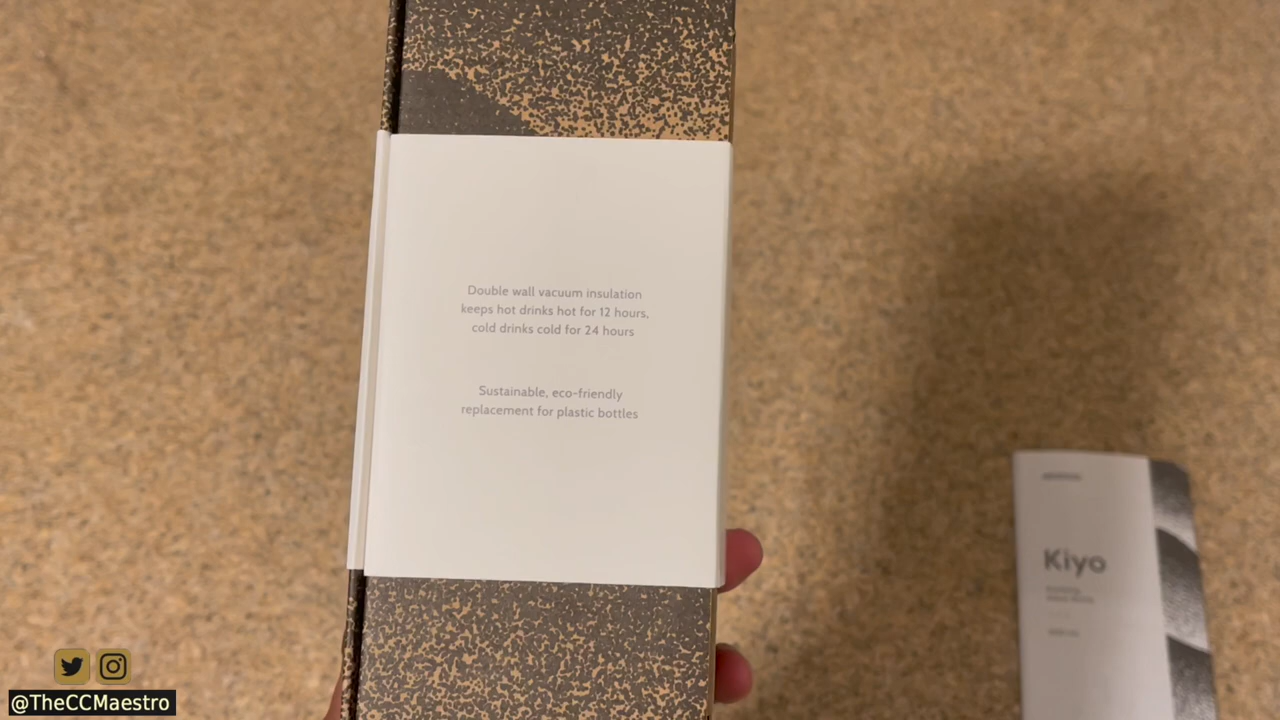 Double wall vacuum insulation
keeps hot drinks hot for 12 hours,
cold drinks cold for 24 hours
Sustainable, eco-friendly
replacement for plastic bottles
Kiyo
@TheCCMaestro